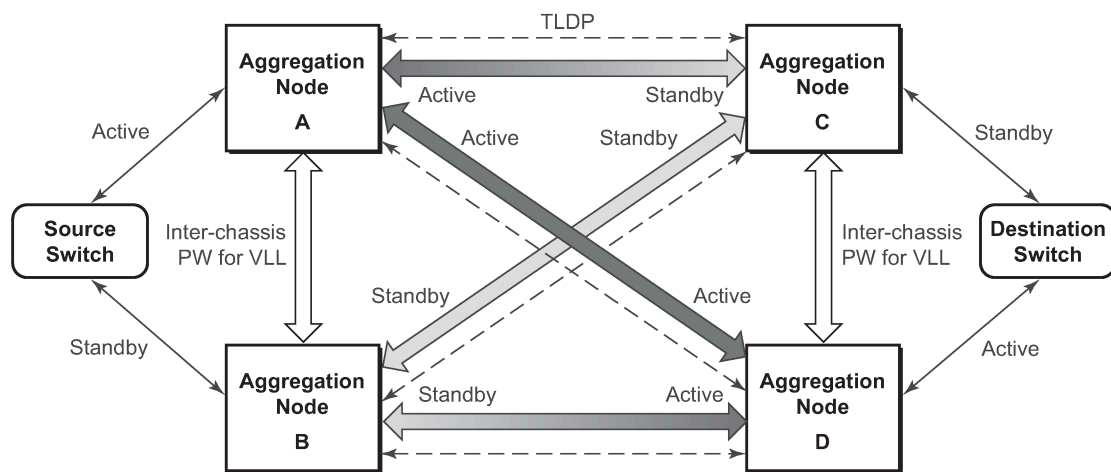 TLDP
Aggregation
Node
A
Aggregation
Node
C
Active
Standby
Active
Standby
Active
Standby
Source
Switch
Inter-chassis
PW for VLL
Inter-chassis
PW for VLL
Destination
Switch
Standby
Active
Standby
Active
Aggregation
Node
B
Standby
Active
Aggregation
Node
D